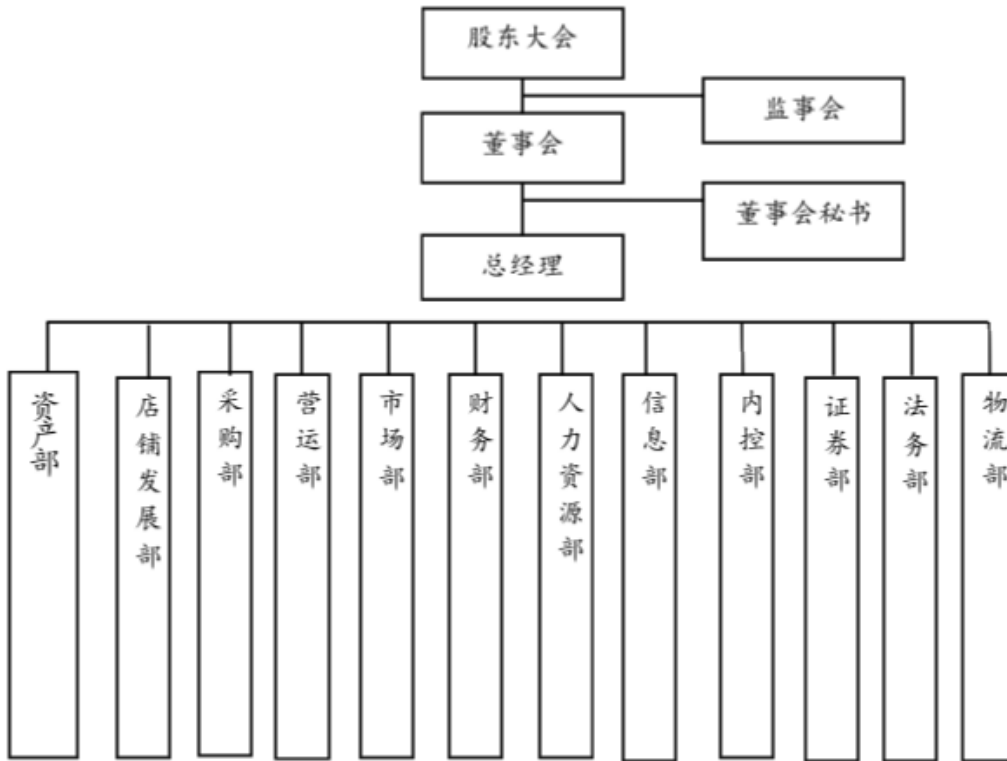 股东大会
监事会
董事会
董事会秘书
总经理
资产部
店铺发展部
采购部
营运部
市场部
财务部
人力资源部
信息部
内控部
证券部
法务部
物流部